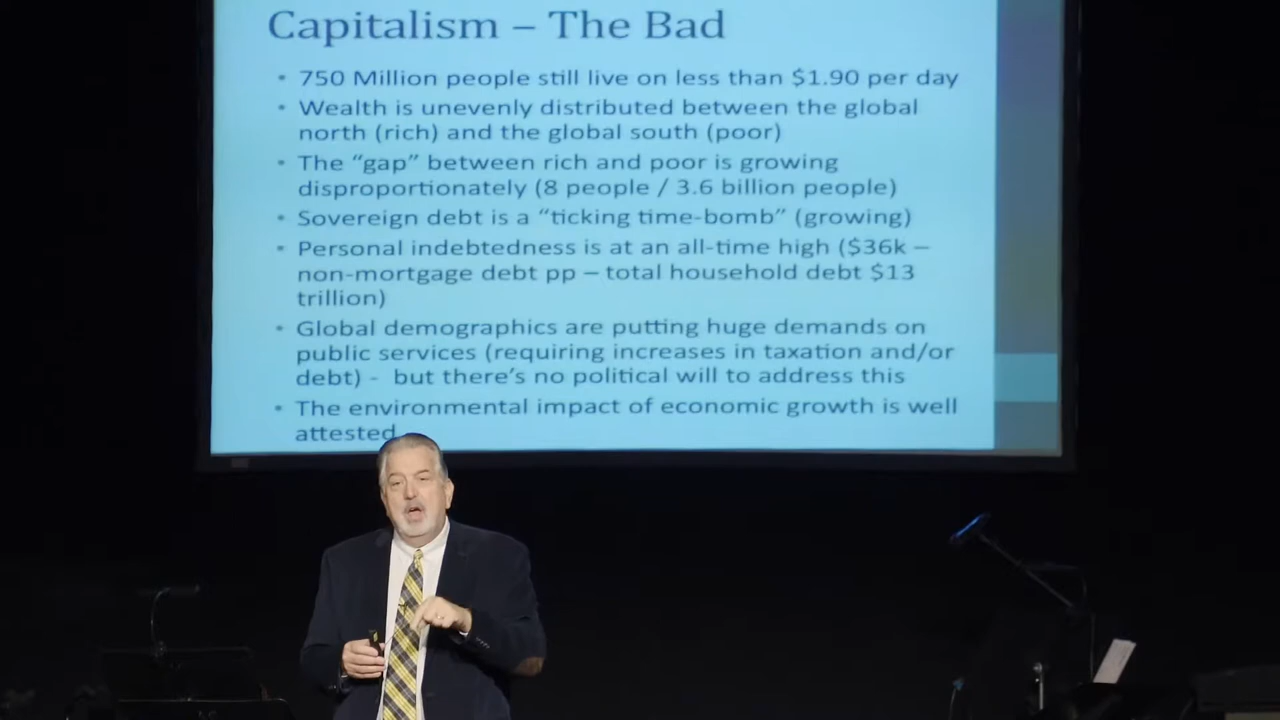 Capitalism – The Bad
• 750 Million people still live on less than $1.90 per day
• Wealth is unevenly distributed between the global
north (rich) and the global south (poor)
• The “gap” between rich and poor is growing
disproportionately (8 people / 3.6 billion people)
• Sovereign debt is a “ticking time-bomb” (growing)
• Personal indebtedness is at an all-time high ($36k –
non-mortgage debt pp – total household debt $13
trillion)
• Global demographics are putting huge demands on
public services (requiring increases in taxation and/or
debt) - but there’s no political will to address this
• The environmental impact of economic growth is well
attested